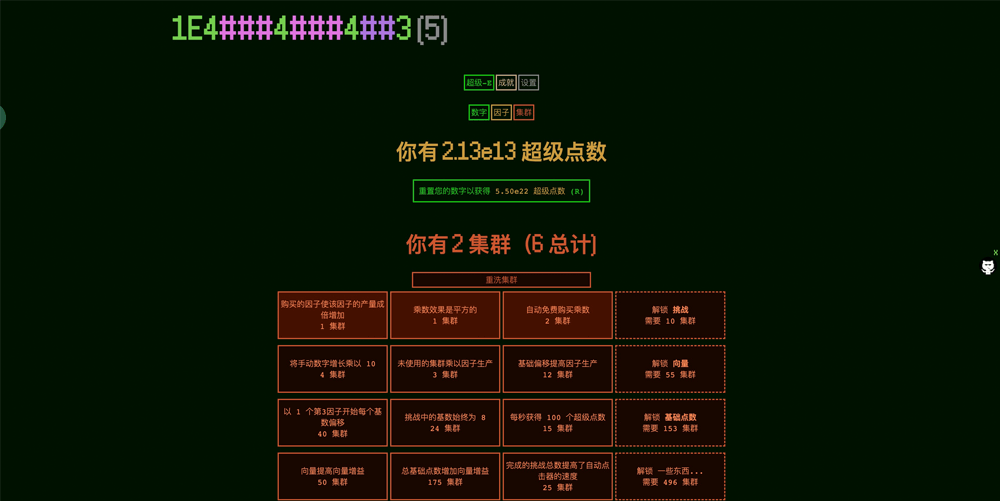 1E4###4###4##3(5)
超级-E 成就 设置
数字 因子 集群
你有 2.13e13 超级点数
重置您的数字以获得 5.50e22 超级点数 (R)
你有 2 集群 (6 总计)
重洗集群
购买的因子使该因子的产量成
倍增加
1 集群
乘数效果是平方的
1 集群
自动免费购买乘数
2 集群
解锁 挑战
需要 10 集群
将手动数字增长乘以 10
4 集群
未使用的集群乘以因子生产
3 集群
基础偏移提高因子生产
12 集群
解锁 向量
需要 55 集群
以 1 个第3因子开始每个基
数偏移
40 集群
挑战中的基数始终为 8
24 集群
每秒获得 100 个超级点数
15 集群
解锁 基础点数
需要 153 集群
向量提高向量增益
50 集群
总基础点数增加向量增益
175 集群
完成的挑战总数提高了自动点
击器的速度
25 集群
解锁 一些东西...
需要 496 集群
X